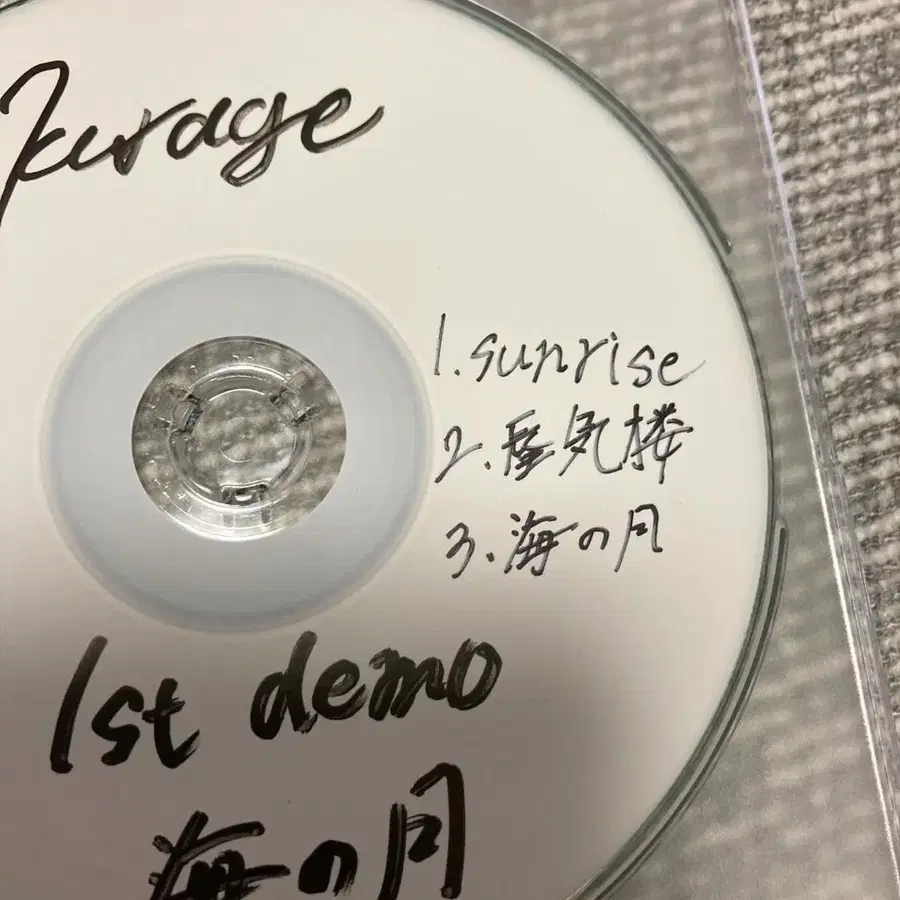 Kurage
1. sunrise
2. 蜃気楼
3. 海の月
1st demo
海の月